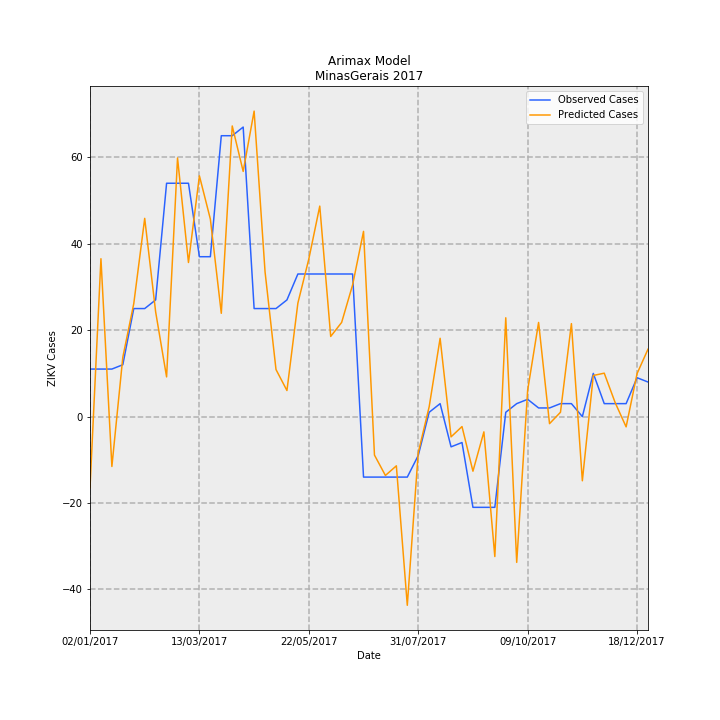 Arimax Model
MinasGerais 2017
Observed Cases
Predicted Cases
ZIKV Cases
60
40
20
0
−20
−40
02/01/2017
13/03/2017
22/05/2017
31/07/2017
09/10/2017
18/12/2017
Date